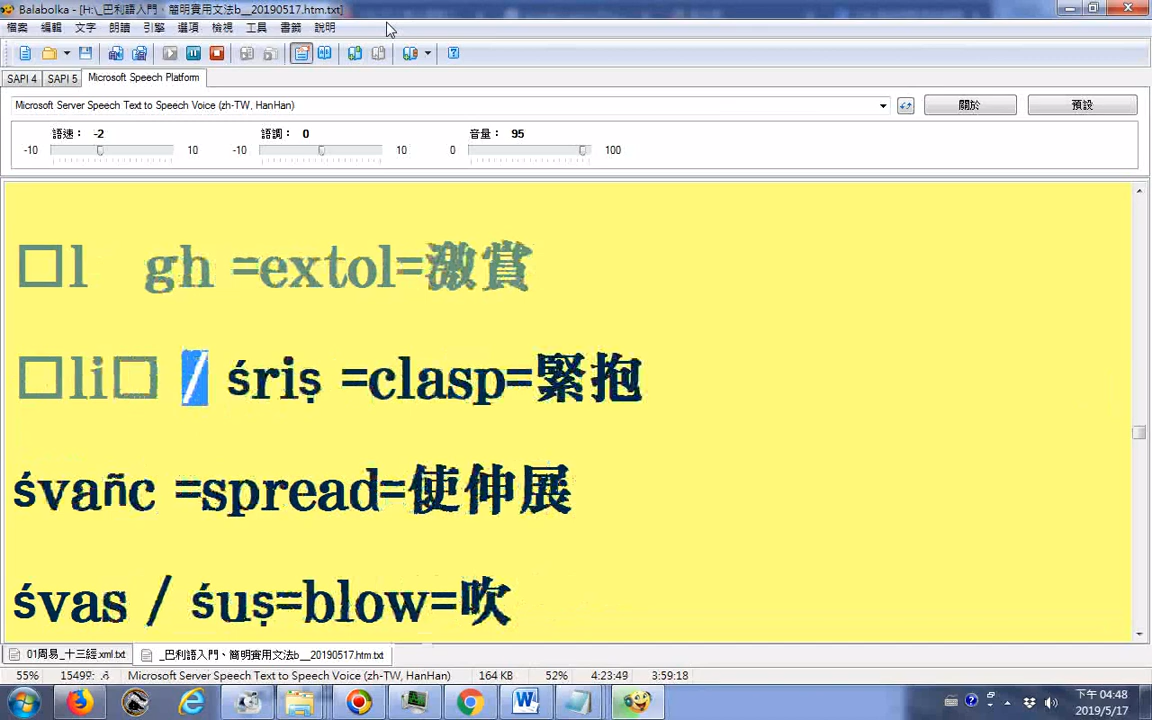 Balabolka - [H:\_巴利語入門、簡明實用文法b__20190517.htm.txt]
檔案 編輯 文字 朗讀 引擎 選項 檢視 工具 書籤 說明
SAPI 4 SAPI 5 Microsoft Speech Platform
Microsoft Server Speech Text to Speech Voice (zh-TW, HanHan) 關於 預設
語速： -2 語調： 0 音量： 95
-10 10 -10 10 0 100
□l gh =extol=激賞
□li□ / śriṣ =clasp=緊抱
śvañc =spread=使伸展
śvas / śuṣ=blow=吹
01周易_十三經.xml.txt _巴利語入門、簡明實用文法b__20190517.htm.txt
55% Microsoft Server Speech Text to Speech Voice (zh-TW, HanHan) 164 KB 52% 4:23:49 3:59:18
下午 04:48
2019/5/17